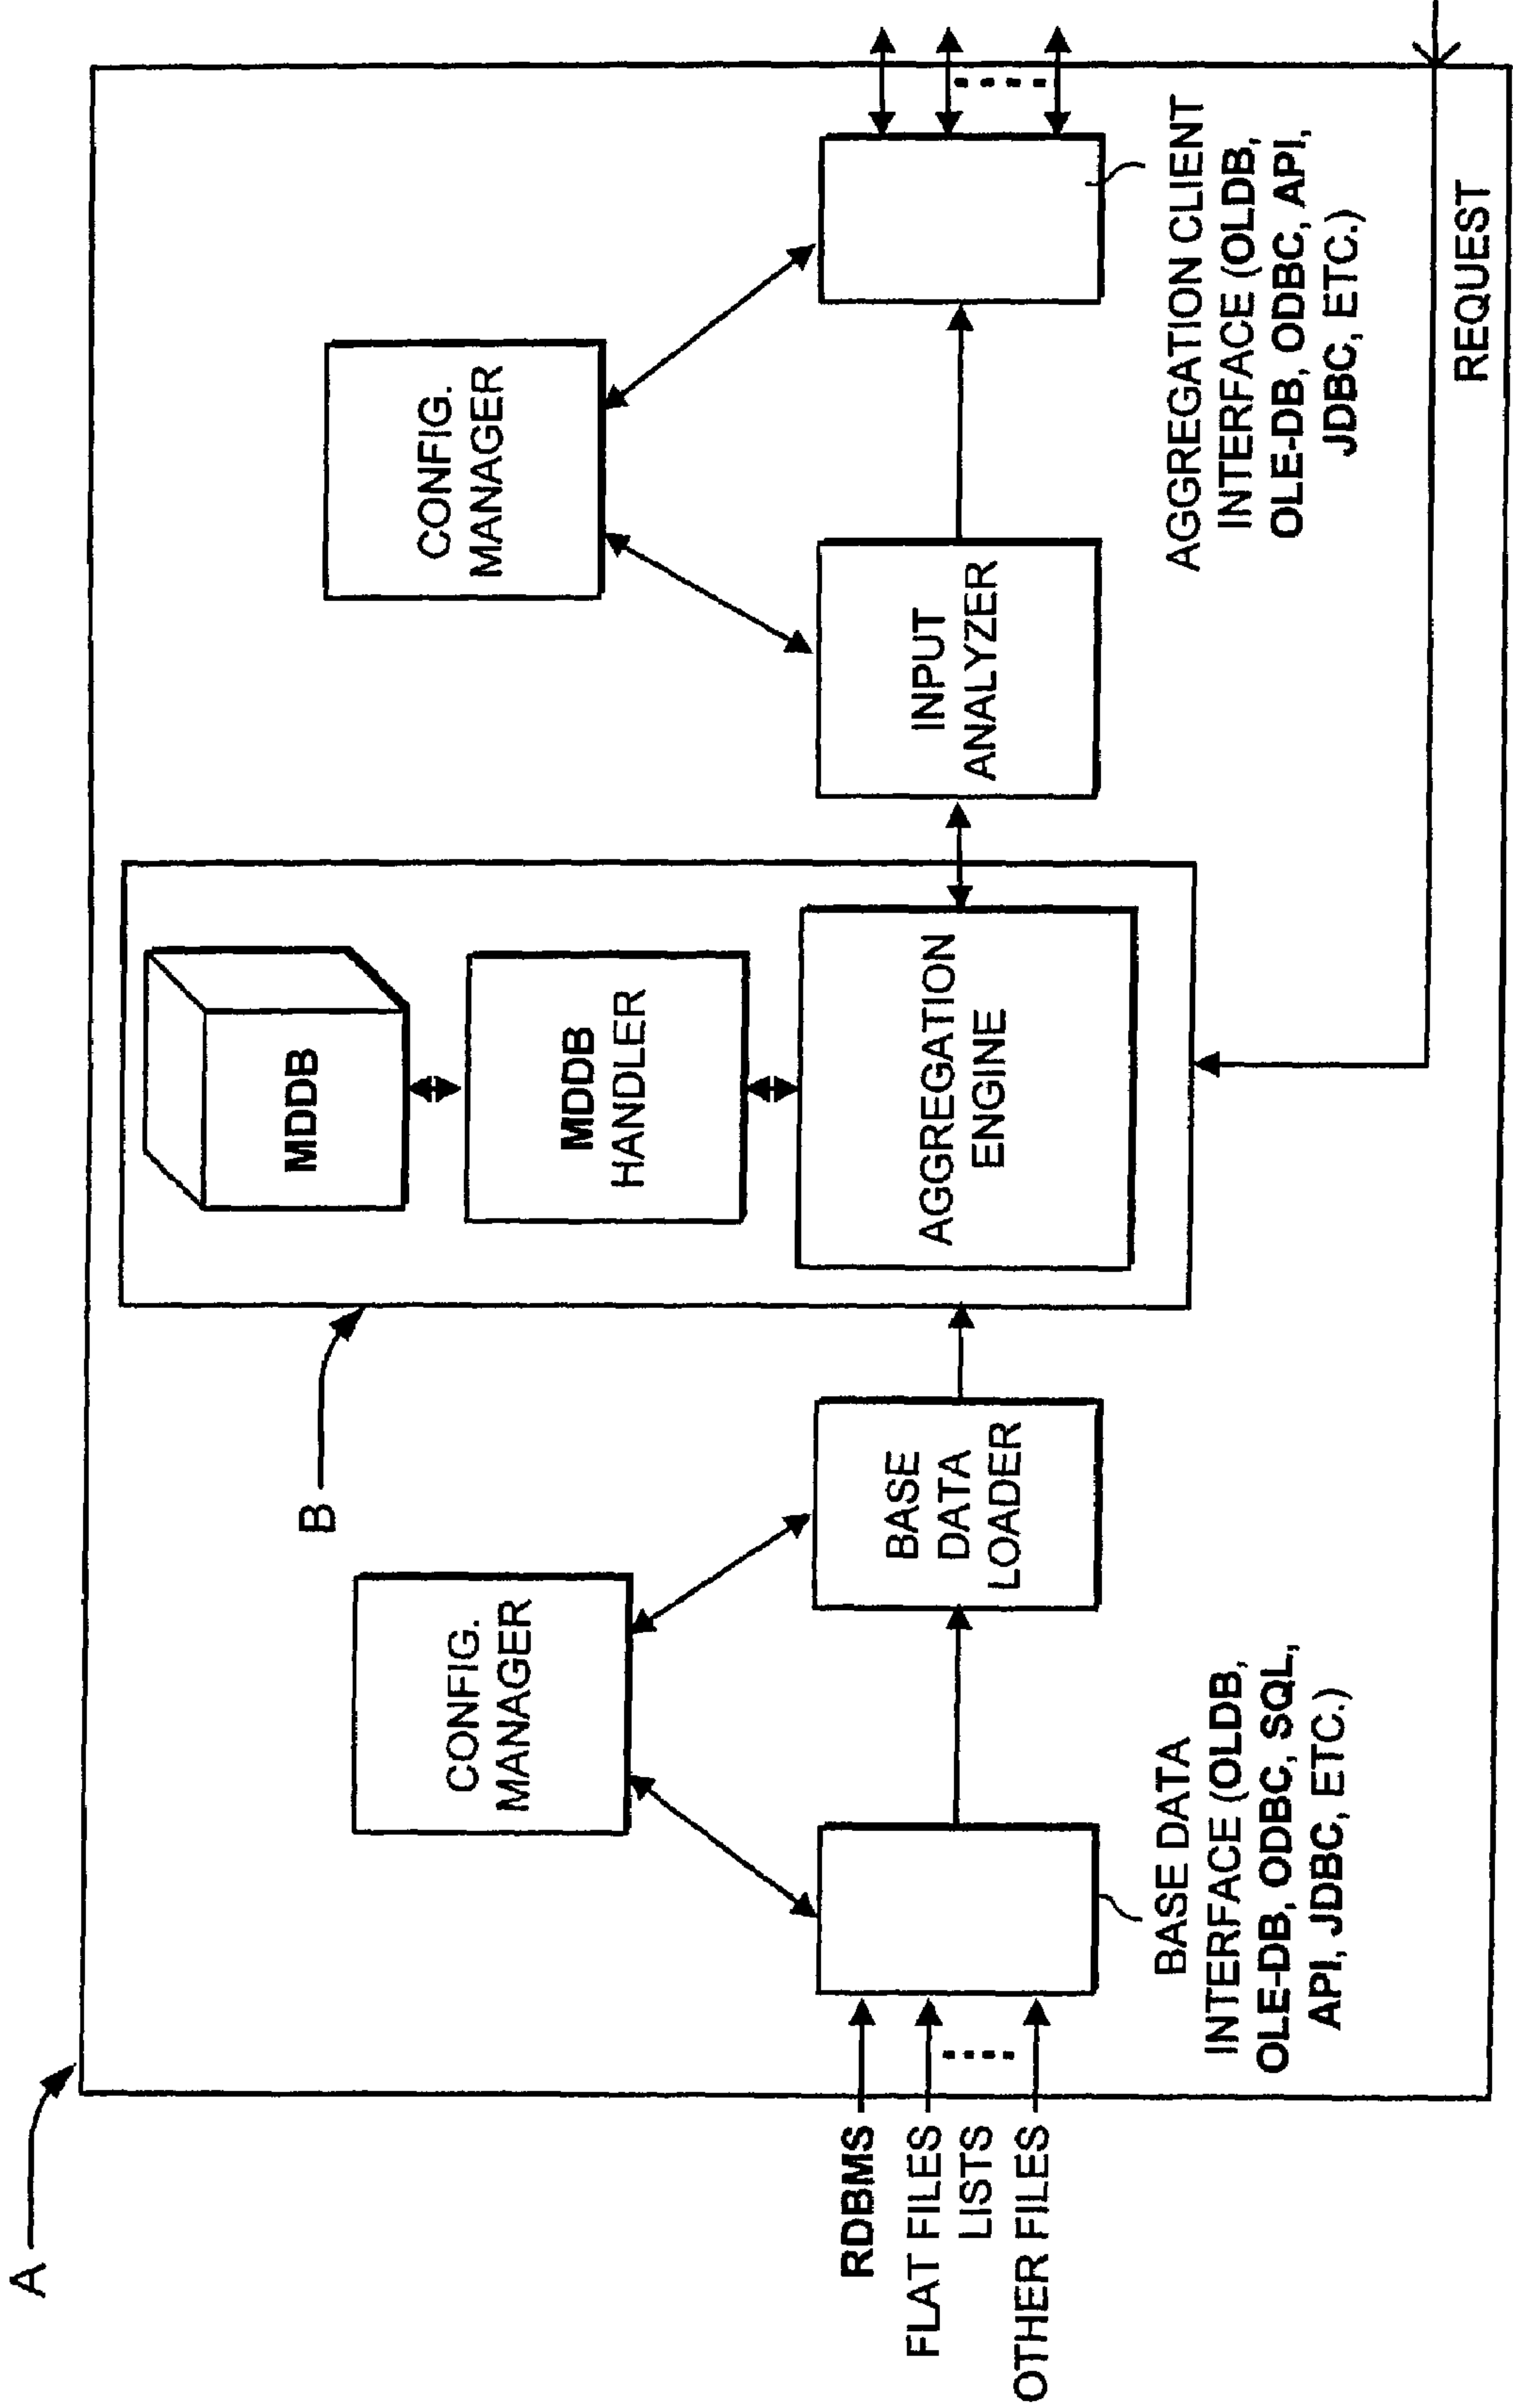 A
B
MDDB
MDDB
HANDLER
AGGREGATION
ENGINE
CONFIG.
MANAGER
CONFIG.
MANAGER
RDBMS
FLAT FILES
LISTS
OTHER FILES
BASE
DATA
LOADER
INPUT
ANALYZER
BASE DATA
INTERFACE (OLDB,
OLE-DB, ODBC, SQL,
API, JDBC, ETC.)
AGGREGATION CLIENT
INTERFACE (OLDB,
OLE-DB, ODBC, API,
JDBC, ETC.)
REQUEST